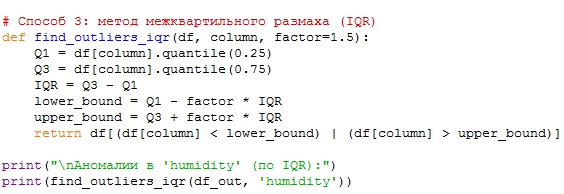 # Способ 3: метод межквартильного размаха (IQR)
def find_outliers_iqr(df, column, factor=1.5):
    Q1 = df[column].quantile(0.25)
    Q3 = df[column].quantile(0.75)
    IQR = Q3 - Q1
    lower_bound = Q1 - factor * IQR
    upper_bound = Q3 + factor * IQR
    return df[(df[column] < lower_bound) | (df[column] > upper_bound)]
print("\nАномалии в 'humidity' (по IQR):")
print(find_outliers_iqr(df_out, 'humidity'))